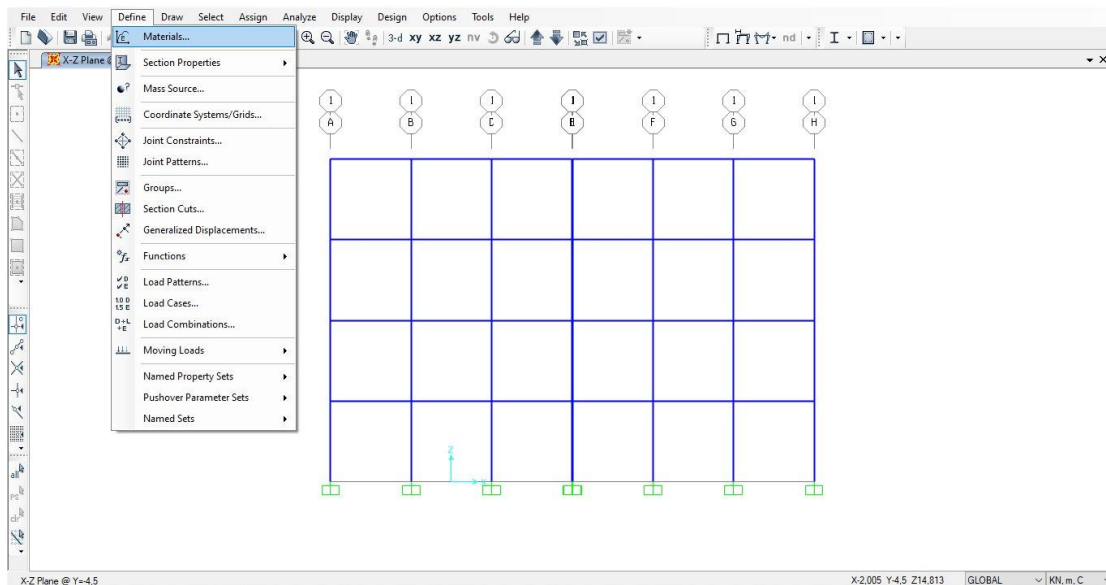 File Edit View Define Draw Select Assign Analyze Display Design Options Tools Help
3-d xy xz yz nv nd
X-Z Plane @
Materials...
Section Properties
Mass Source...
Coordinate Systems/Grids...
Joint Constraints...
Joint Patterns...
Groups...
Section Cuts...
Generalized Displacements...
Functions
Load Patterns...
Load Cases...
Load Combinations...
Moving Loads
Named Property Sets
Pushover Parameter Sets
Named Sets
1 1 1 1 1 1 1
A B C F G H
Z
all
ps
clr
X-Z Plane @ Y=-4.5
X-2,005 Y-4,5 Z14,813 GLOBAL KN, m, C